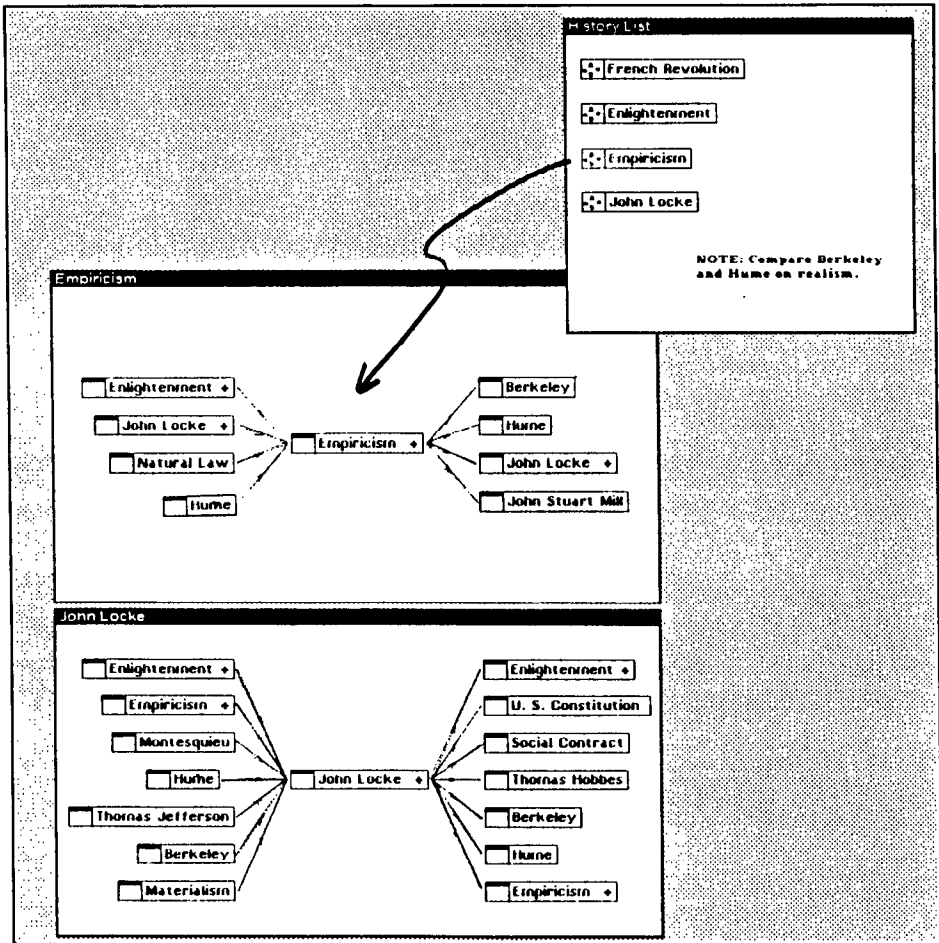 History List
French Revolution
Enlightenment
Empiricism
John Locke
NOTE: Compare Berkeley
and Hume on realism.
Empiricism
Enlightenment +
John Locke +
Natural Law
Hume
Empiricism +
Berkeley
Hume
John Locke +
John Stuart Mill
John Locke
Enlightenment +
Empiricism +
Montesquieu
Hume
Thomas Jefferson
Berkeley
Materialism
John Locke +
Enlightenment +
U. S. Constitution
Social Contract
Thomas Hobbes
Berkeley
Hume
Empiricism +